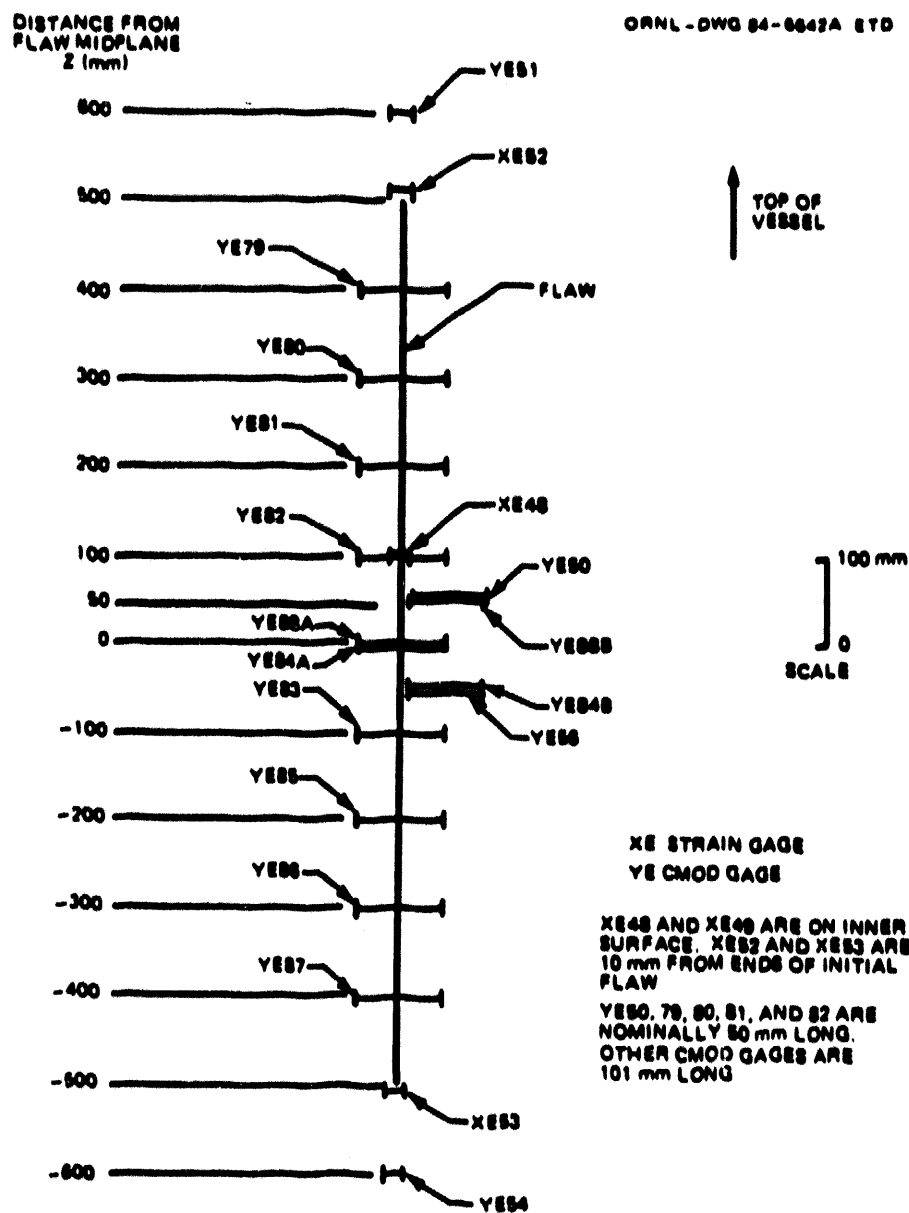 DISTANCE FROM
FLAW MIDPLANE
Z (mm)
ORNL-DWG 84-6642A ETD
YE51
600
XE52
500
TOP OF
VESSEL
YE79
400
FLAW
YE80
300
YE81
200
YE82
XE48
100
100 mm
YE50
50
0
YE84A
0
SCALE
YE83
YE84B
-100
YE85
-200
XE STRAIN GAGE
YE CMOD GAGE
YE86
-300
XE48 AND XE49 ARE ON INNER
SURFACE. XE52 AND XE53 ARE
10 mm FROM ENDS OF INITIAL
FLAW
YE87
-400
YE50, 79, 80, 81, AND 82 ARE
NOMINALLY mm LONG.
OTHER CMOD GAGES ARE
101 mm LONG
-500
XE53
-600
YE54